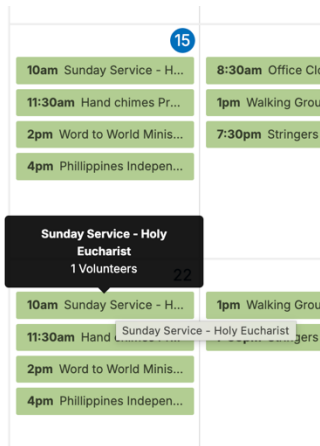 15
10am Sunday Service - H...
8:30am Office Clo
11:30am Hand chimes Pr...
1pm Walking Grou
2pm Word to World Minis...
7:30pm Stringers
4pm Phillippines Indepen...
Sunday Service - Holy
Eucharist
1 Volunteers
22
10am Sunday Service - H...
1pm Walking Grou
Sunday Service - Holy Eucharist
11:30am Hand
2pm Word to World Minis...
4pm Phillippines Indepen...